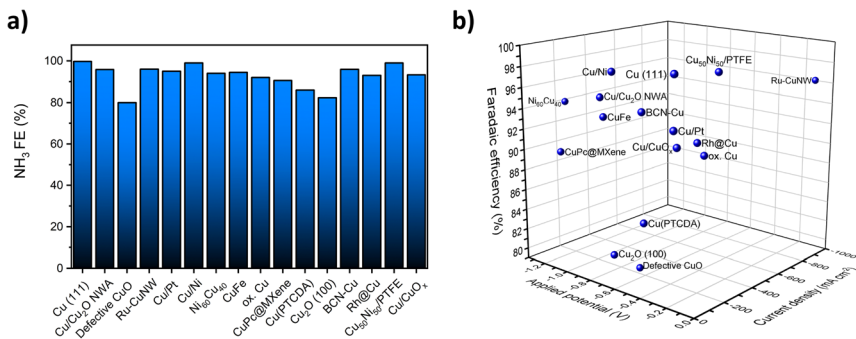 a)
NH₃ FE (%)
100
80
60
40
20
0
Cu (111)
Cu/Cu₂O NWA
Defective CuO
Ru-CuNW
Cu/Pt
Cu/Ni
Ni₆₀Cu₄₀
CuFe
ox. Cu
CuPc@MXene
Cu(PTCDA)
Cu₂O (100)
BCN-Cu
Rh@Cu
Cu₅₀Ni₅₀/PTFE
Cu/CuOₓ
b)
Faradaic efficiency (%)
100
98
96
94
92
90
88
86
84
82
80
Cu₅₀Ni₅₀/PTFE
Cu/Ni
Cu (111)
Ru-CuNW
Ni₆₀Cu₄₀
Cu/Cu₂O NWA
CuFe
BCN-Cu
Cu/Pt
CuPc@MXene
Cu/CuOₓ
Rh@Cu
ox. Cu
Cu(PTCDA)
Cu₂O (100)
Defective CuO
-1.2
-1.0
-0.8
-0.6
-0.4
-0.2
0.0
Applied potential (V)
0
-200
-400
-600
-800
-1000
Current density (mA cm⁻²)